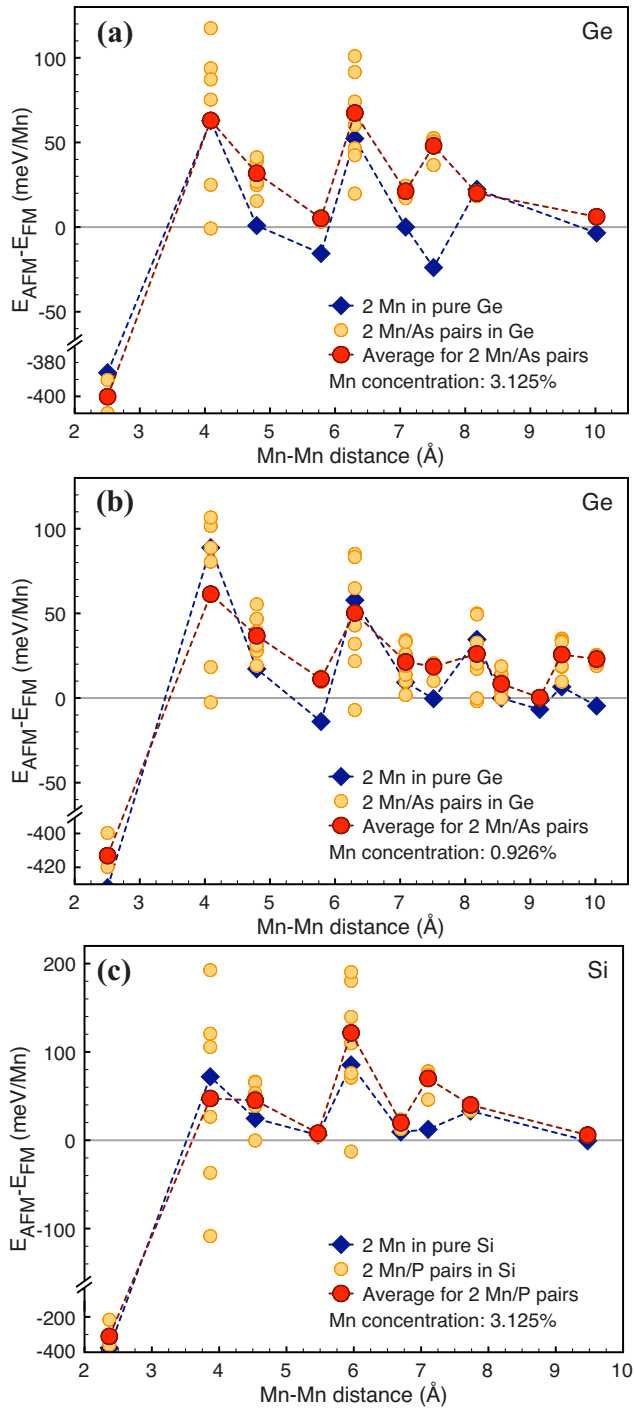 (a)
Ge
E_AFM-E_FM (meV/Mn)
100
50
0
-50
-380
-400
2 Mn in pure Ge
2 Mn/As pairs in Ge
Average for 2 Mn/As pairs
Mn concentration: 3.125%
2 3 4 5 6 7 8 9 10
Mn-Mn distance (Å)
(b)
Ge
E_AFM-E_FM (meV/Mn)
100
50
0
-50
-400
-420
2 Mn in pure Ge
2 Mn/As pairs in Ge
Average for 2 Mn/As pairs
Mn concentration: 0.926%
2 3 4 5 6 7 8 9 10
Mn-Mn distance (Å)
(c)
Si
E_AFM-E_FM (meV/Mn)
200
100
0
-100
-200
-400
2 Mn in pure Si
2 Mn/P pairs in Si
Average for 2 Mn/P pairs
Mn concentration: 3.125%
2 3 4 5 6 7 8 9 10
Mn-Mn distance (Å)